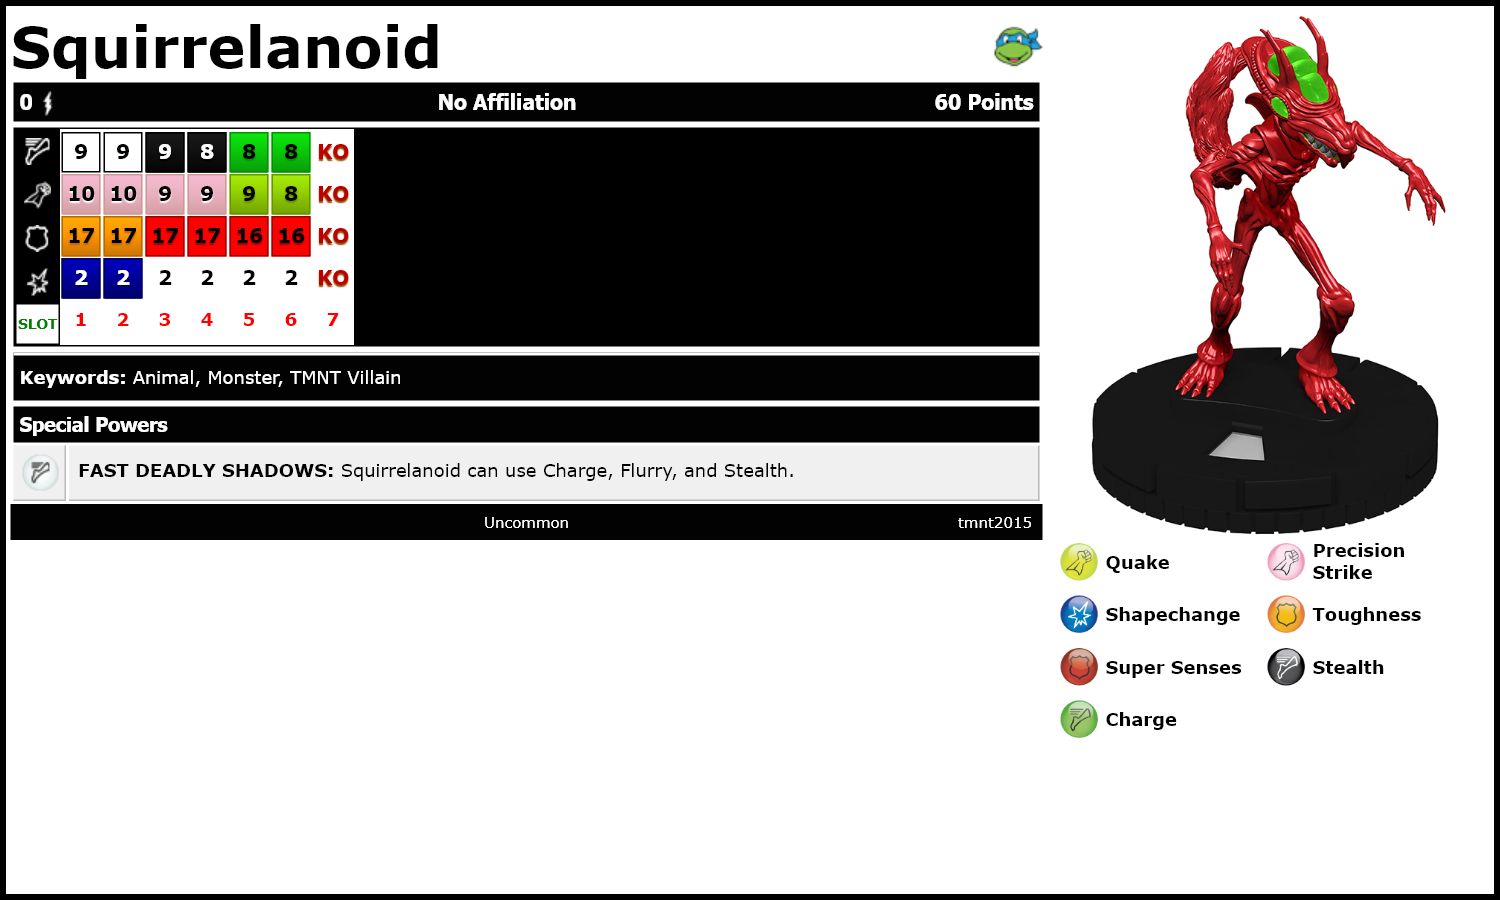 Squirrelanoid
0 No Affiliation 60 Points
9 9 9 8 8 8 KO
10 10 9 9 9 8 KO
17 17 17 17 16 16 KO
2 2 2 2 2 2 KO
SLOT 1 2 3 4 5 6 7
Keywords: Animal, Monster, TMNT Villain
Special Powers
FAST DEADLY SHADOWS: Squirrelanoid can use Charge, Flurry, and Stealth.
Uncommon tmnt2015
Quake
Precision
Strike
Shapechange
Toughness
Super Senses
Stealth
Charge